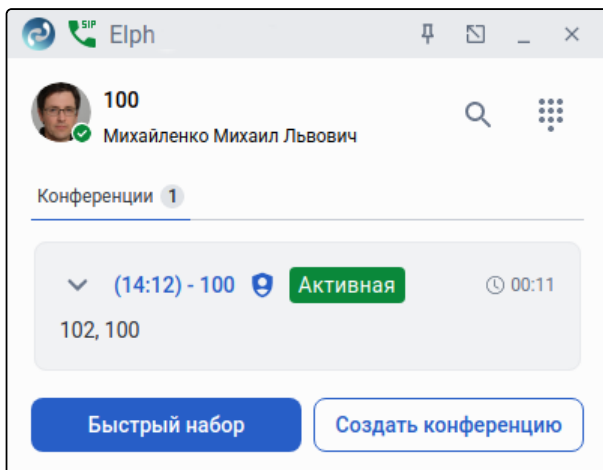 SIP Elph
100
Михайленко Михаил Львович
Конференции 1
(14:12) - 100 Активная 00:11
102, 100
Быстрый набор Создать конференцию